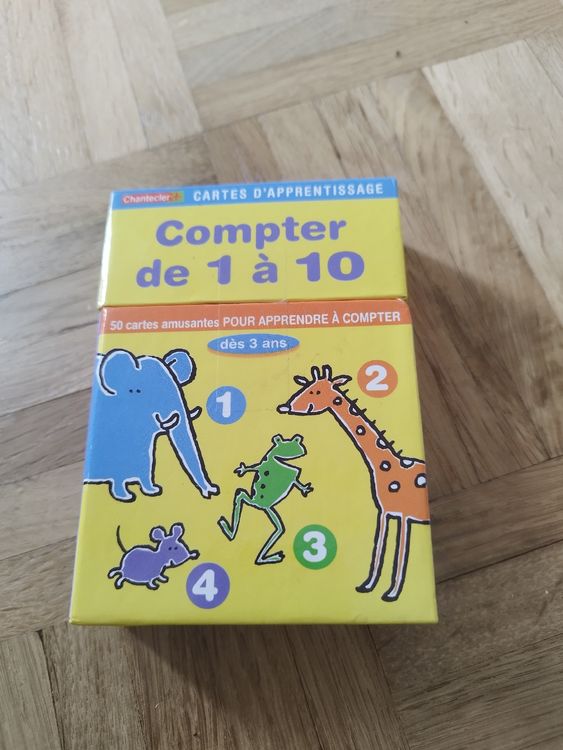 Chantecler+ CARTES D'APPRENTISSAGE
Compter
de 1 à 10
50 cartes amusantes POUR APPRENDRE À COMPTER
dès 3 ans
1
2
3
4